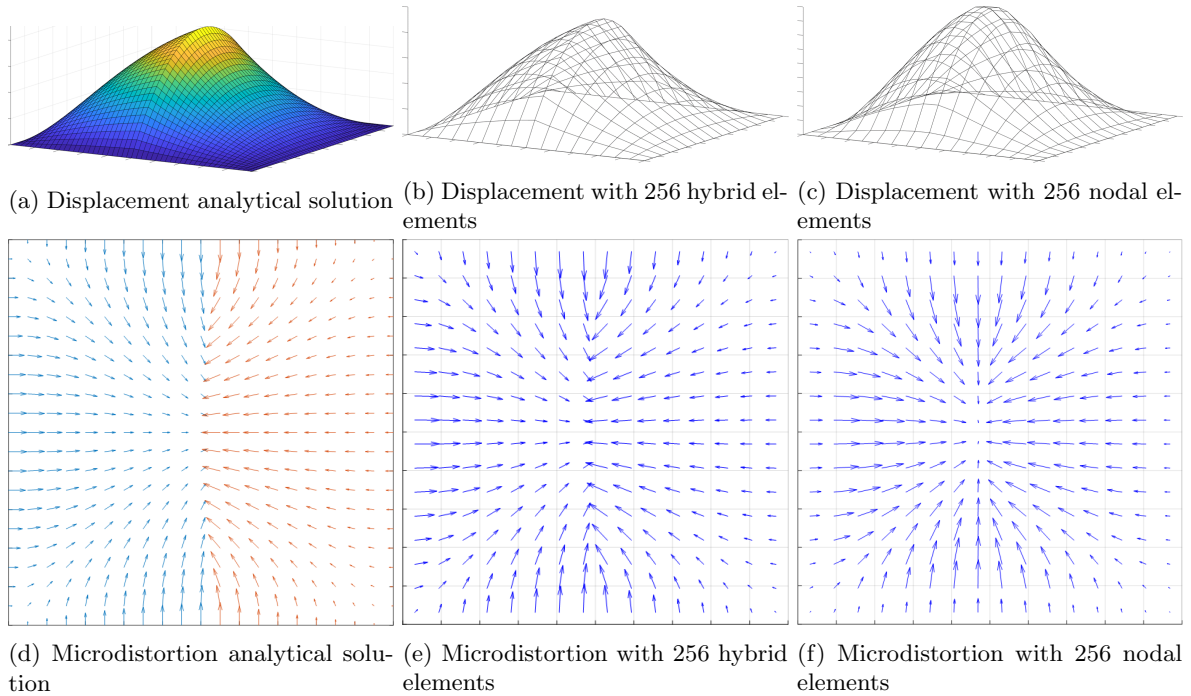 (a) Displacement analytical solution
(b) Displacement with 256 hybrid el-
ements
(c) Displacement with 256 nodal el-
ements
(d) Microdistortion analytical solu-
tion
(e) Microdistortion with 256 hybrid
elements
(f) Microdistortion with 256 nodal
elements